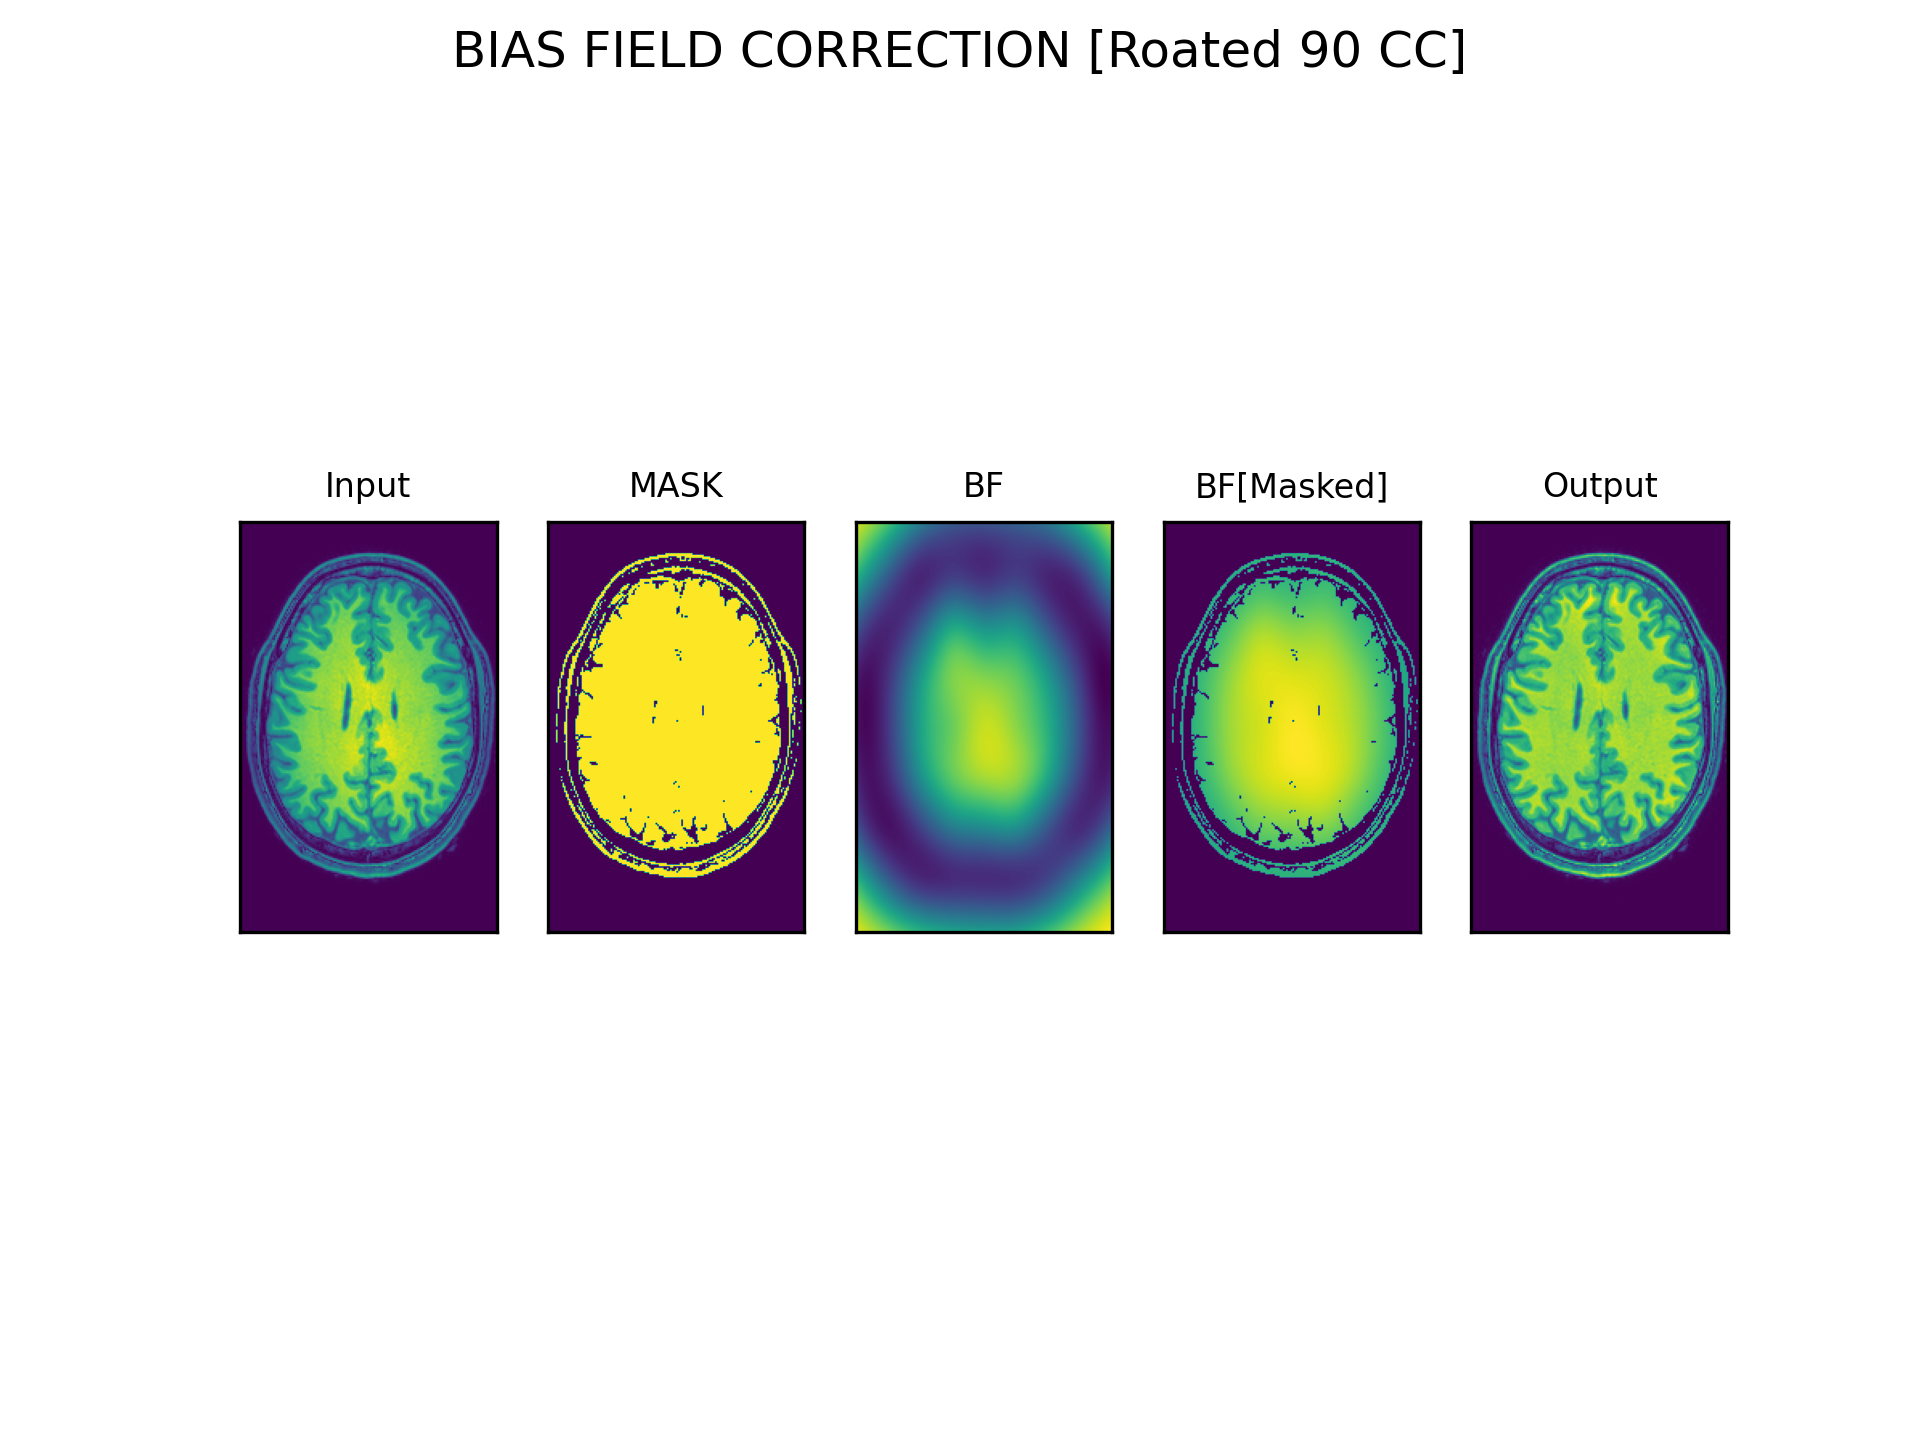 BIAS FIELD CORRECTION [Roated 90 CC]
Input
MASK
BF
BF[Masked]
Output